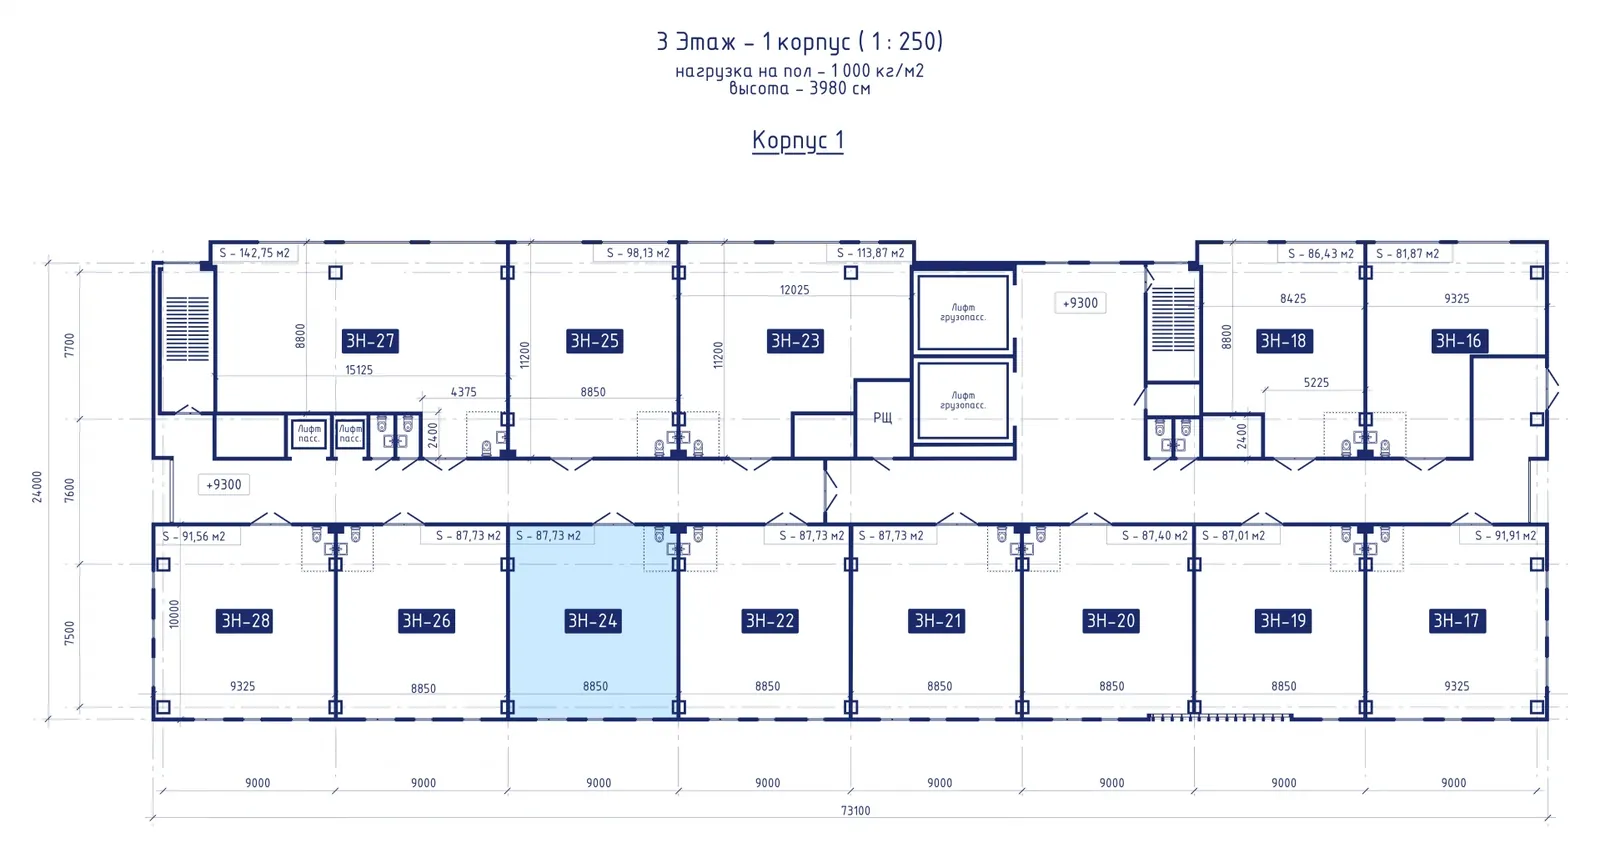 3 Этаж - 1 корпус ( 1 : 250)
нагрузка на пол - 1 000 кг/м2
высота - 3980 см
Корпус 1
S - 142,75 м2
S - 98,13 м2
S - 113,87 м2
S - 86,43 м2
S - 81,87 м2
12025
+9300
8425
9325
Лифт
грузопасс.
7700
8800
3Н-27
11200
3Н-25
11200
3Н-23
8800
3Н-18
3Н-16
15125
4375
8850
5225
Лифт
грузопасс.
РЩ
Лифт
пасс.
Лифт
пасс.
2400
2400
24000
7600
+9300
S - 91,56 м2
S - 87,73 м2
S - 87,73 м2
S - 87,73 м2
S - 87,73 м2
S - 87,40 м2
S - 87,01 м2
S - 91,91 м2
7500
10000
3Н-28
3Н-26
3Н-24
3Н-22
3Н-21
3Н-20
3Н-19
3Н-17
9325
8850
8850
8850
8850
8850
8850
9325
9000
9000
9000
9000
9000
9000
9000
9000
73100